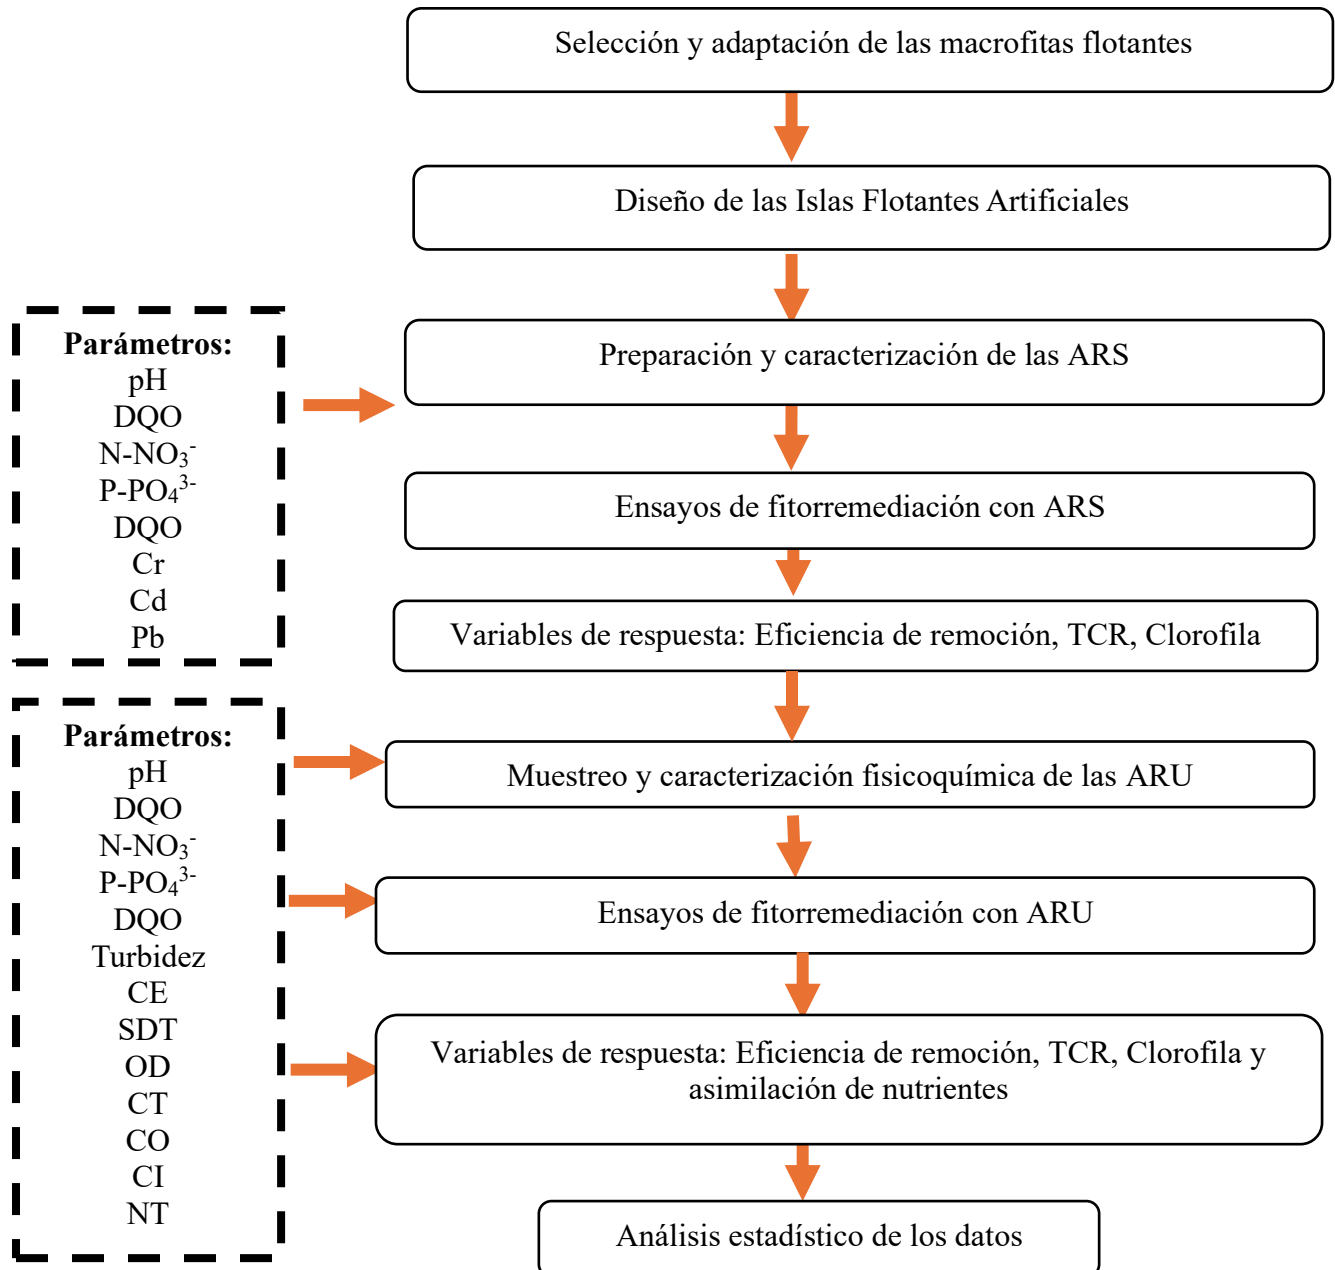 Selección y adaptación de las macrofitas flotantes
Diseño de las Islas Flotantes Artificiales
Preparación y caracterización de las ARS
Ensayos de fitorremediación con ARS
Variables de respuesta: Eficiencia de remoción, TCR, Clorofila
Muestreo y caracterización fisicoquímica de las ARU
Ensayos de fitorremediación con ARU
Variables de respuesta: Eficiencia de remoción, TCR, Clorofila y
asimilación de nutrientes
Análisis estadístico de los datos
Parámetros:
pH
DQO
N-NO₃⁻
P-PO₄³⁻
DQO
Cr
Cd
Pb
Parámetros:
pH
DQO
N-NO₃⁻
P-PO₄³⁻
DQO
Turbidez
CE
SDT
OD
CT
CO
CI
NT